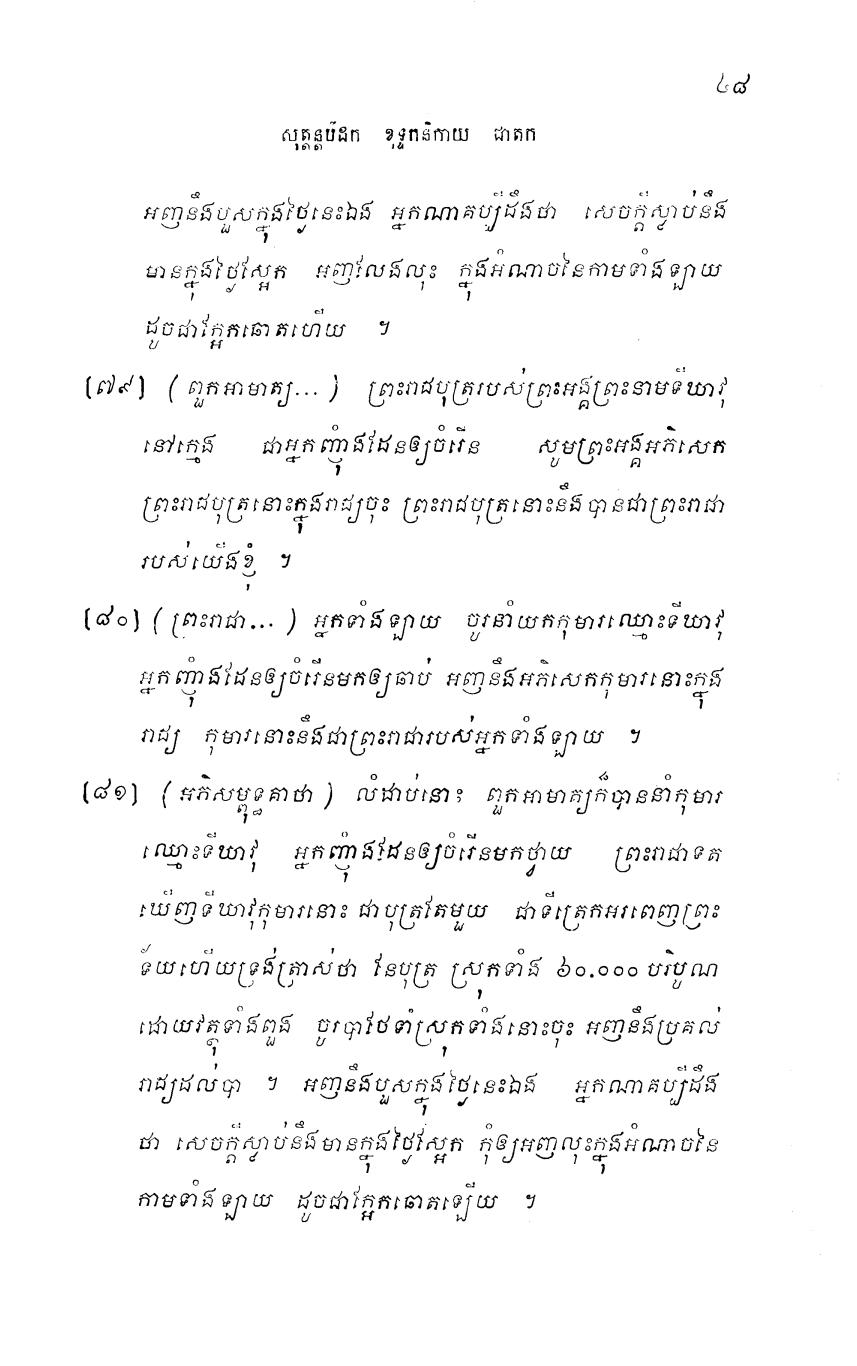 ៤៨
សុត្តន្តបិដក ខុទ្ទកនិកាយ ជាតក
អញនឹងបួសក្នុងថ្ងៃនេះឯង អ្នកណាគប្បីដឹងថា សេចក្តីស្លាប់នឹង
មានក្នុងថ្ងៃស្អែក អញលែងលុះ ក្នុងអំណាចនៃកាមទាំងឡាយ
ដូចជាក្អែកឆោតហើយ ។
[៧៩] (ពួកអាមាត្យ...) ព្រះរាជបុត្ររបស់ព្រះអង្គព្រះនាមទីឃាវុ
នៅក្មេង ជាអ្នកញុំាងដែនឲ្យចំរើន សូមព្រះអង្គអភិសេក
ព្រះរាជបុត្រនោះក្នុងរាជ្យចុះ ព្រះរាជបុត្រនោះនឹងបានជាព្រះរាជា
របស់យើងខ្ញុំ ។
[៨០] (ព្រះរាជា...) អ្នកទាំងឡាយ ចូរនាំយកកុមារឈ្មោះទីឃាវុ
អ្នកញុំាងដែនឲ្យចំរើនមកឲ្យឆាប់ អញនឹងអភិសេកកុមារនោះក្នុង
រាជ្យ កុមារនោះនឹងជាព្រះរាជារបស់អ្នកទាំងឡាយ ។
[៨១] (អភិសម្ពុទ្ធគាថា) លំដាប់នោះ ពួកអាមាត្យក៏បាននាំកុមារ
ឈ្មោះទីឃាវុ អ្នកញុំាងដែនឲ្យចំរើនមកថ្វាយ ព្រះរាជាទត
ឃើញទីឃាវុកុមារនោះ ជាបុត្រតែមួយ ជាទីត្រេកអរពេញព្រះ
ទ័យហើយទ្រង់ត្រាស់ថា នែបុត្រ ស្រុកទាំង ៦០.០០០ បរិបូណ
ដោយវត្ថុទាំងពួង ចូរបាថែទាំស្រុកទាំងនោះចុះ អញនឹងប្រគល់
រាជ្យដល់បា ។ អញនឹងបួសក្នុងថ្ងៃនេះឯង អ្នកណាគប្បីដឹង
ថា សេចក្តីស្លាប់នឹងមានក្នុងថ្ងៃស្អែក កុំឲ្យអញលុះក្នុងអំណាចនៃ
កាមទាំងឡាយ ដូចជាក្អែកឆោតឡើយ ។